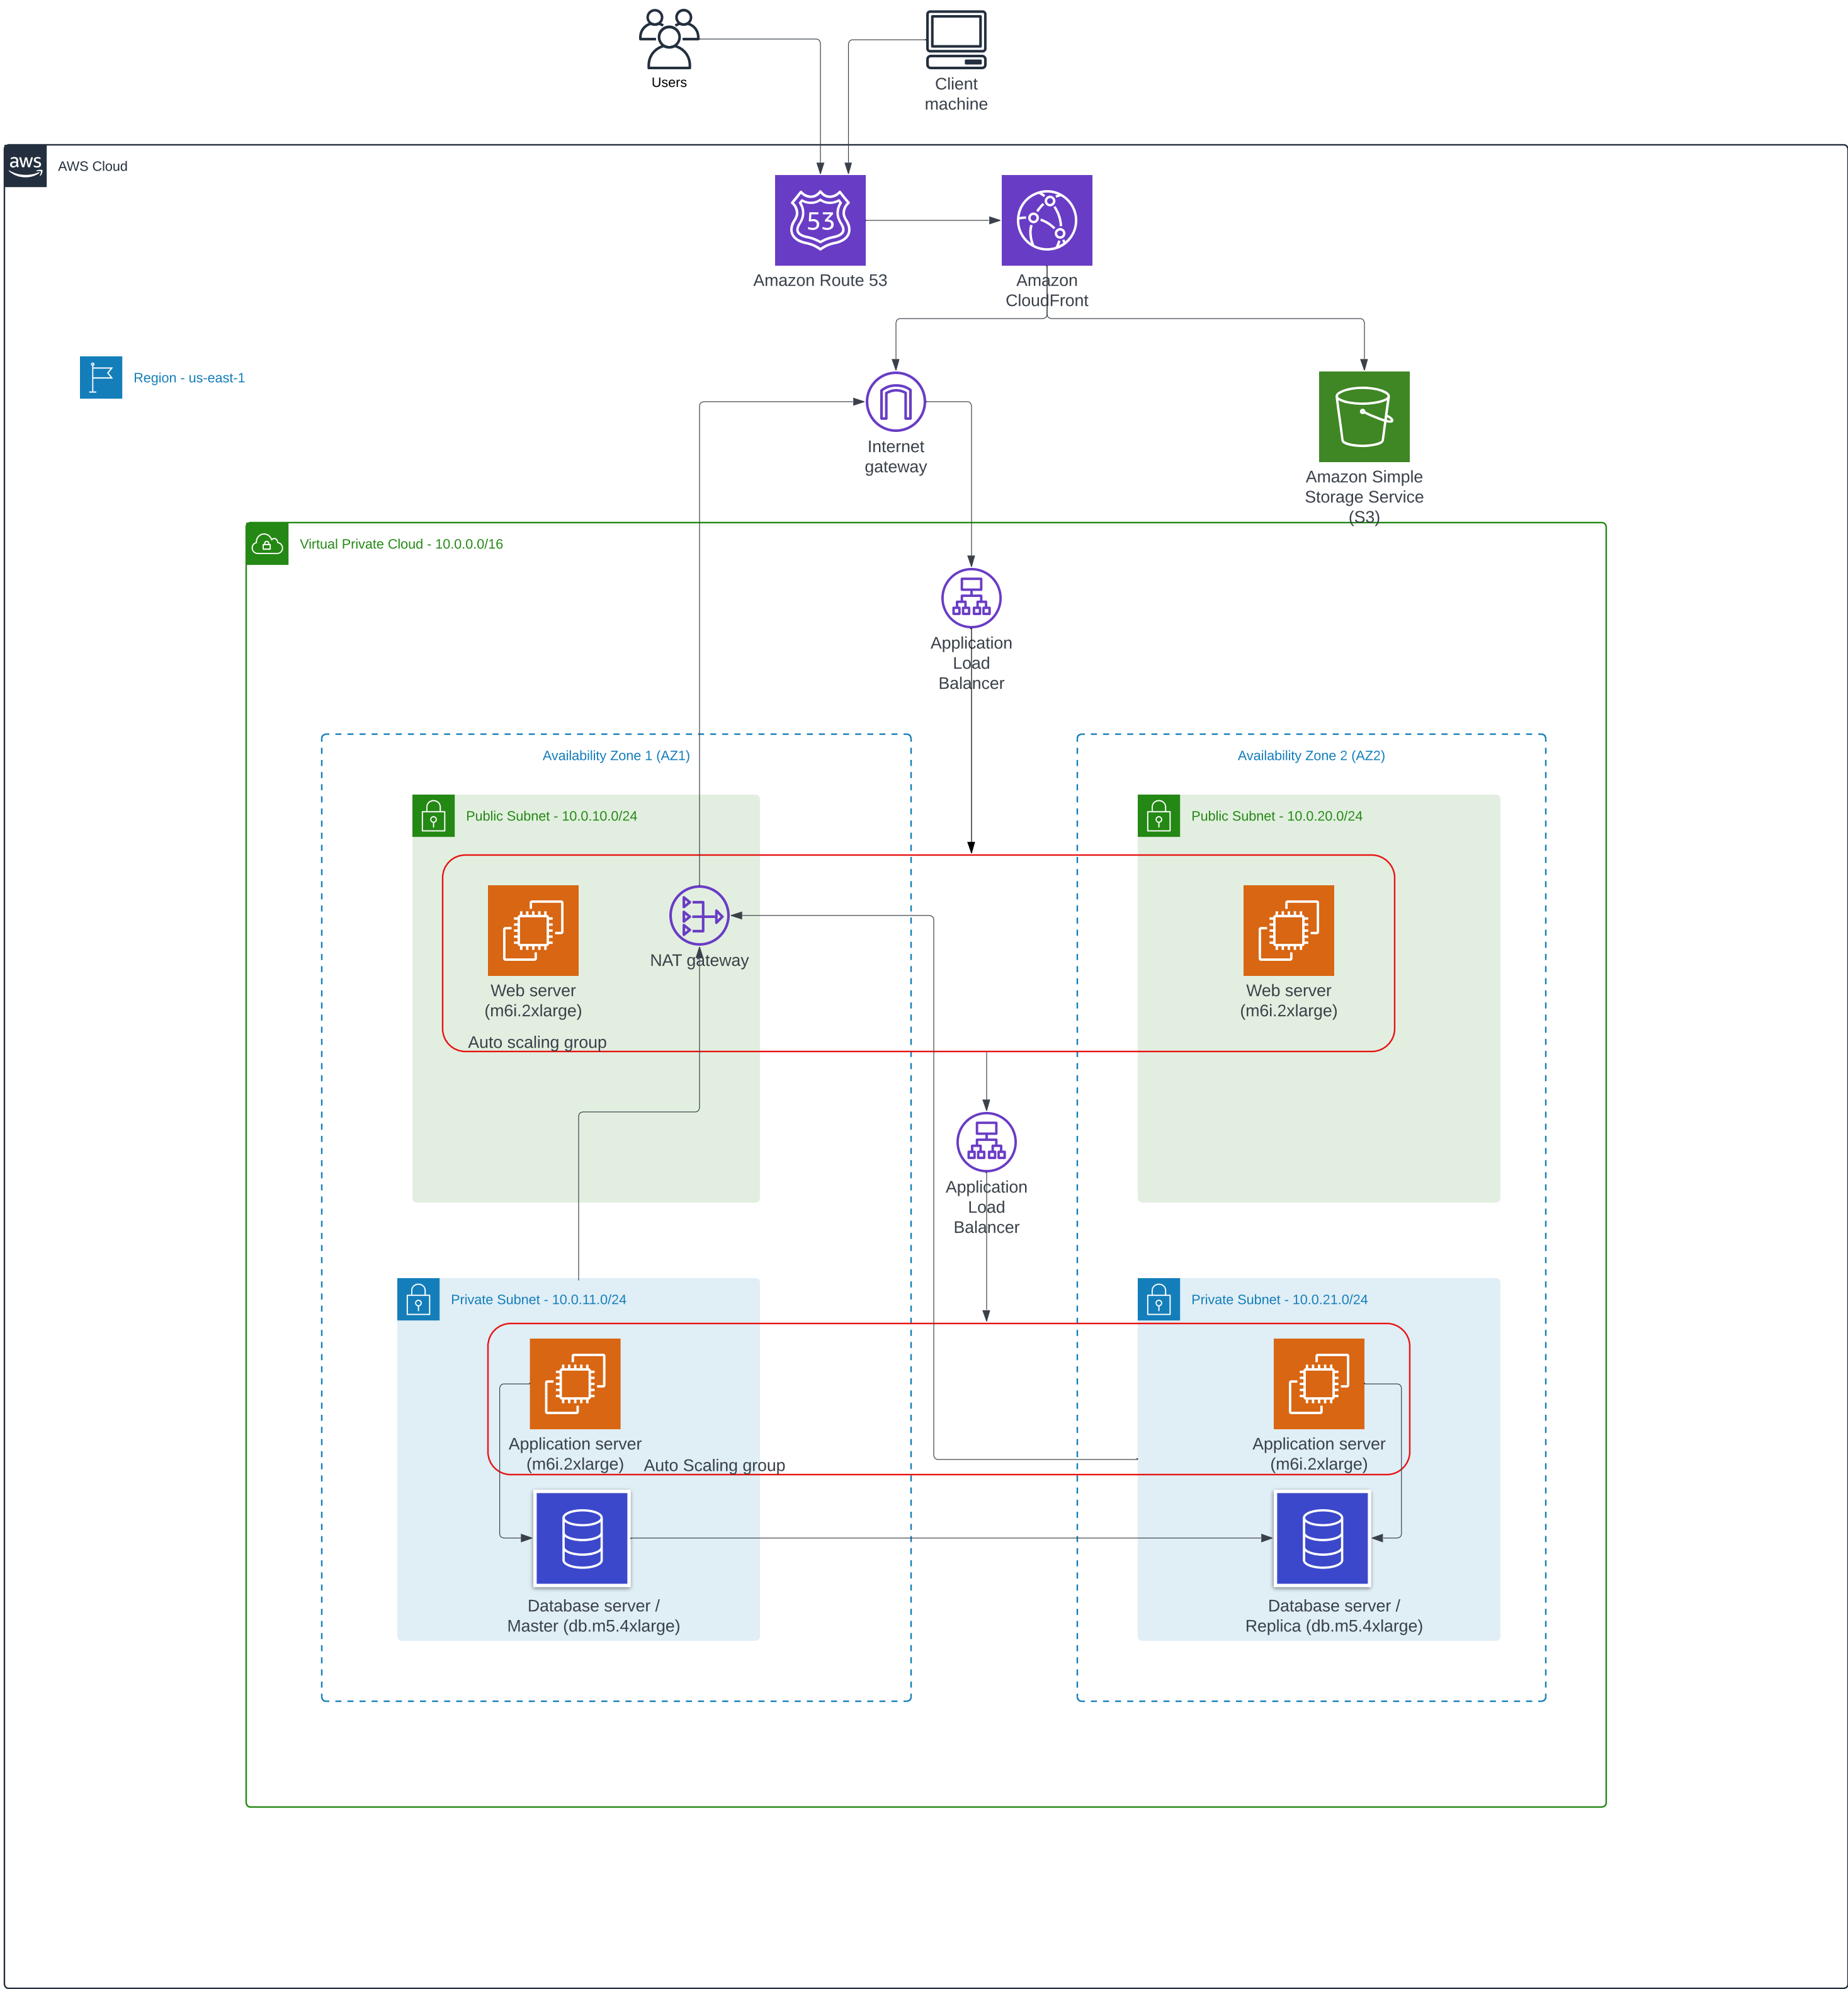 Users
Client
machine
aws
AWS Cloud
53
Amazon Route 53
Amazon
CloudFront
Region - us-east-1
Internet
gateway
Amazon Simple
Storage Service
(S3)
Virtual Private Cloud - 10.0.0.0/16
Application
Load
Balancer
Availability Zone 1 (AZ1)
Availability Zone 2 (AZ2)
Public Subnet - 10.0.10.0/24
Public Subnet - 10.0.20.0/24
Web server
(m6i.2xlarge)
NAT gateway
Web server
(m6i.2xlarge)
Auto scaling group
Application
Load
Balancer
Private Subnet - 10.0.11.0/24
Private Subnet - 10.0.21.0/24
Application server
(m6i.2xlarge)
Auto Scaling group
Application server
(m6i.2xlarge)
Database server /
Master (db.m5.4xlarge)
Database server /
Replica (db.m5.4xlarge)